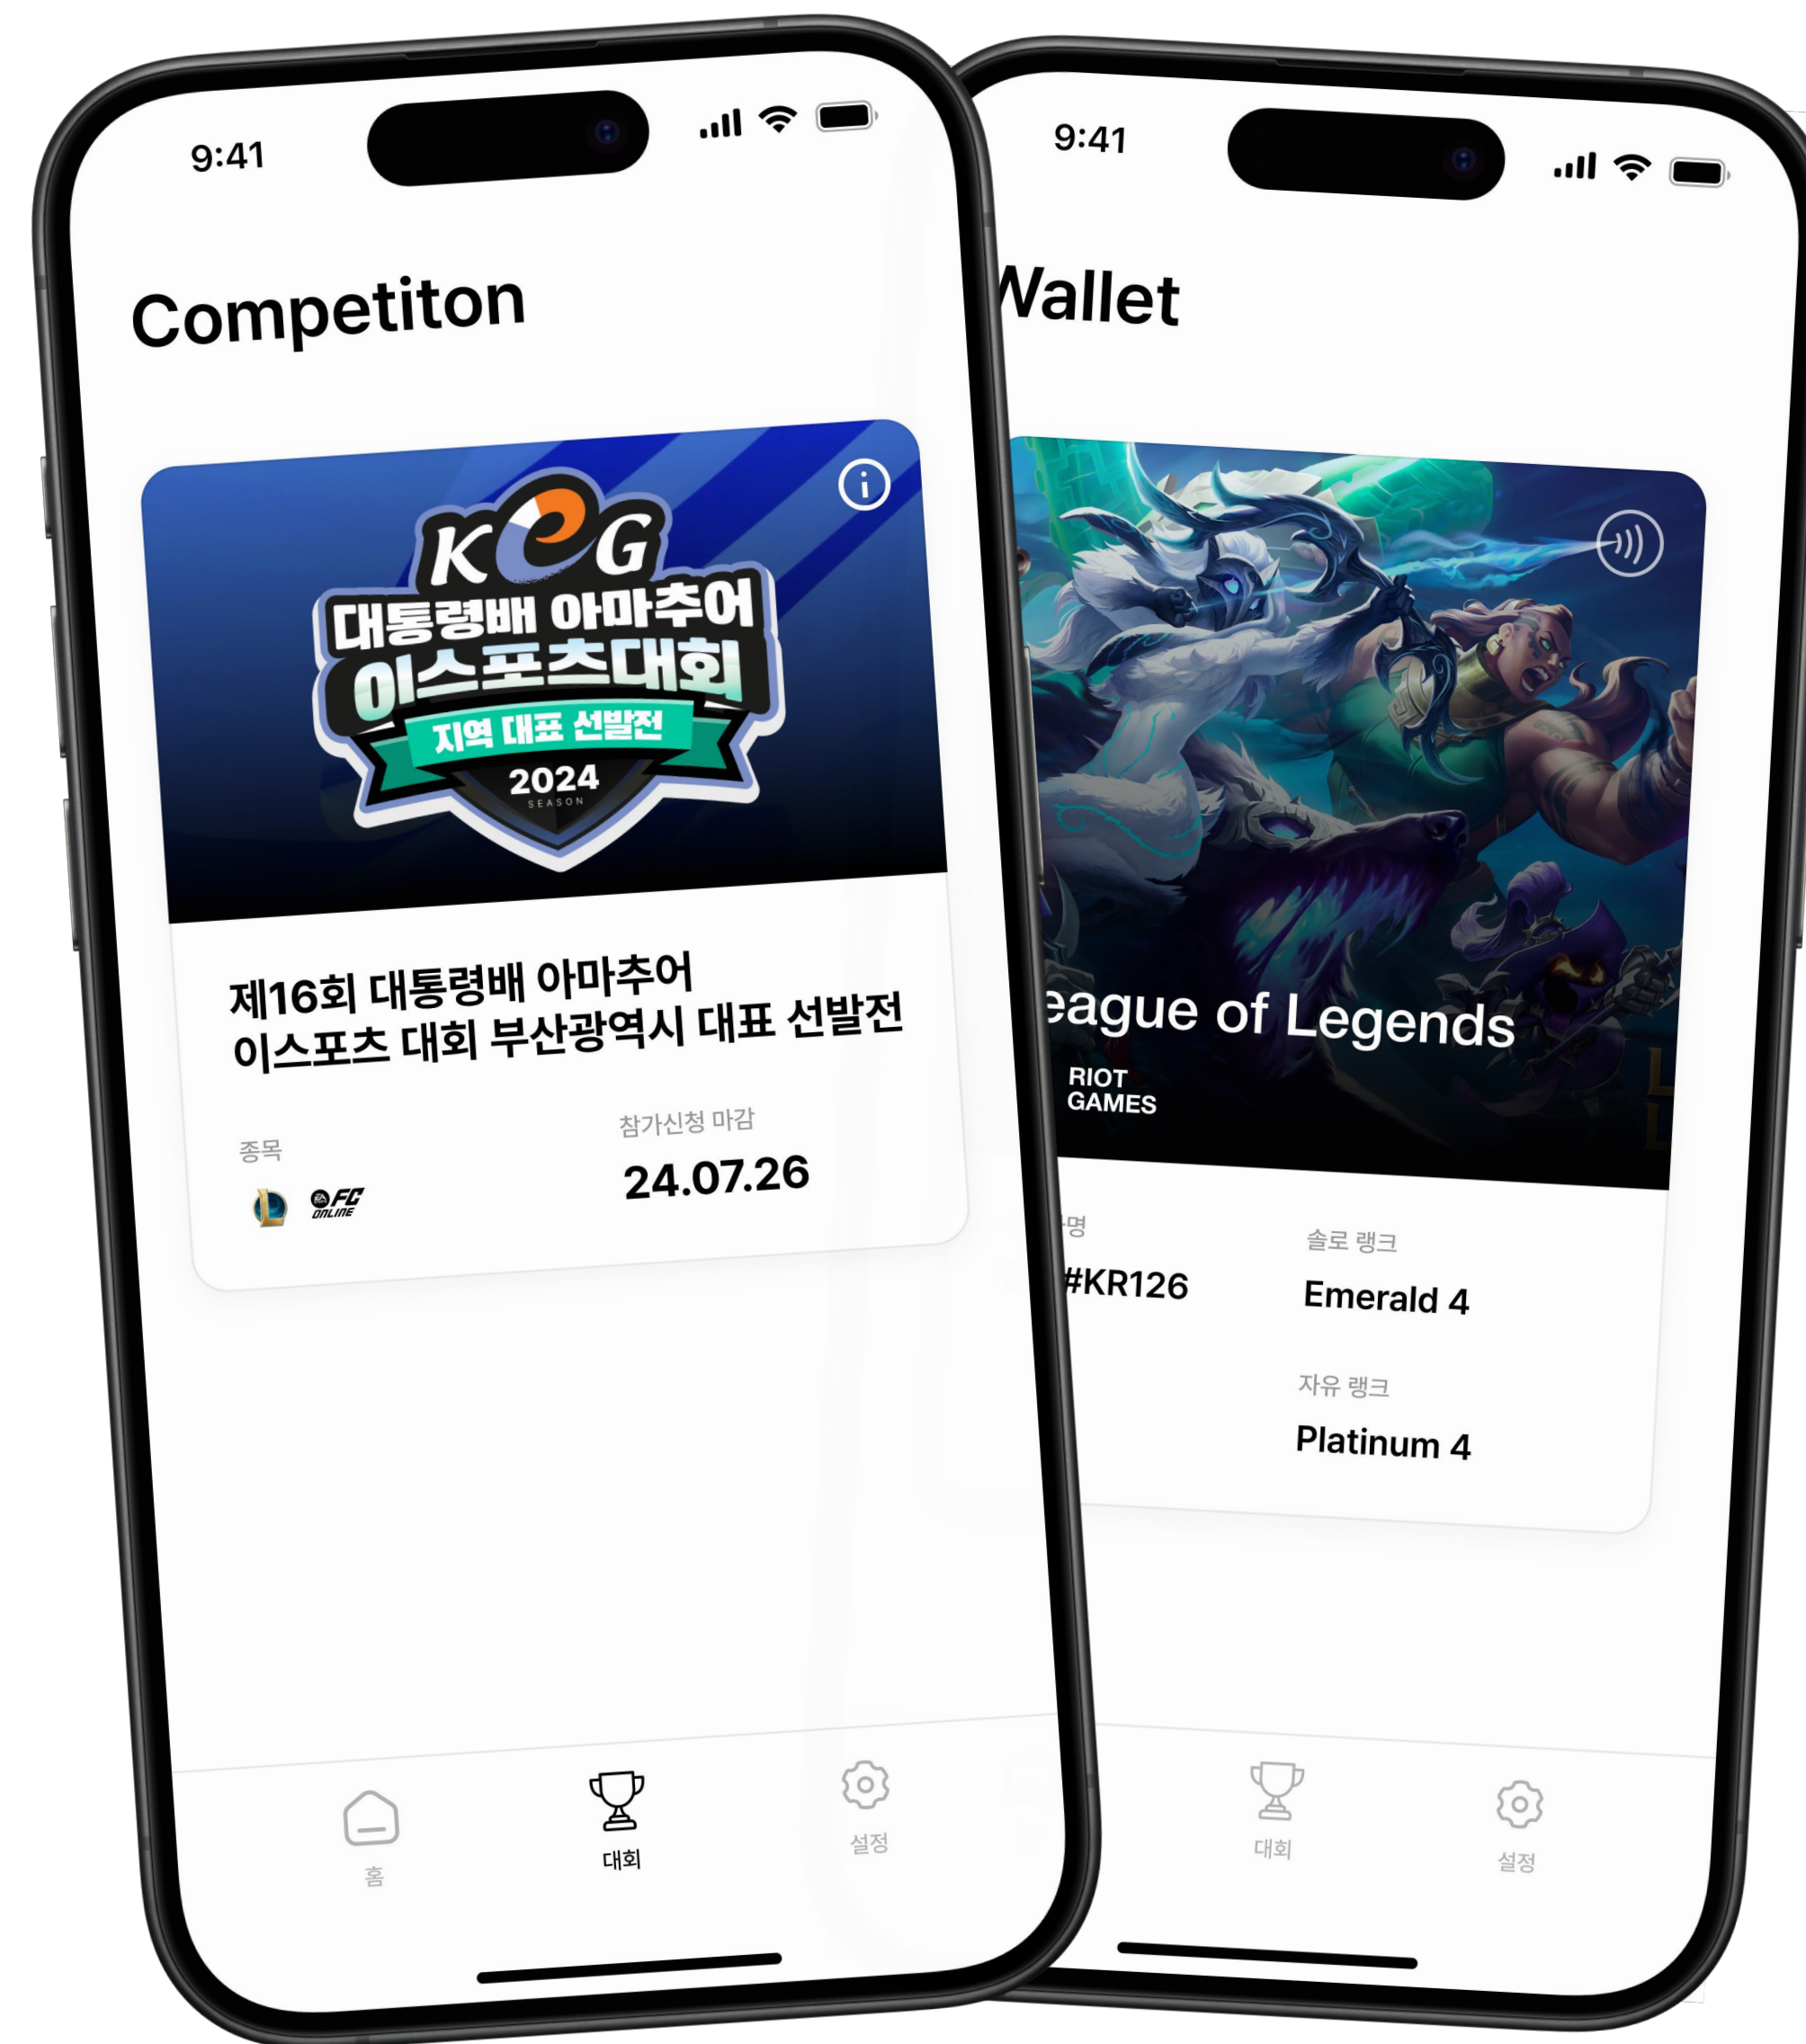 9:41
Competiton
KeG
대통령배 아마추어
이스포츠대회
지역 대표 선발전
2024
SEASON
제16회 대통령배 아마추어
이스포츠 대회 부산광역시 대표 선발전
종목
참가신청 마감
EA FC
ONLINE
24.07.26
홈
대회
설정
9:41
Wallet
eague of Legends
RIOT
GAMES
명
솔로 랭크
#KR126
Emerald 4
자유 랭크
Platinum 4
대회
설정